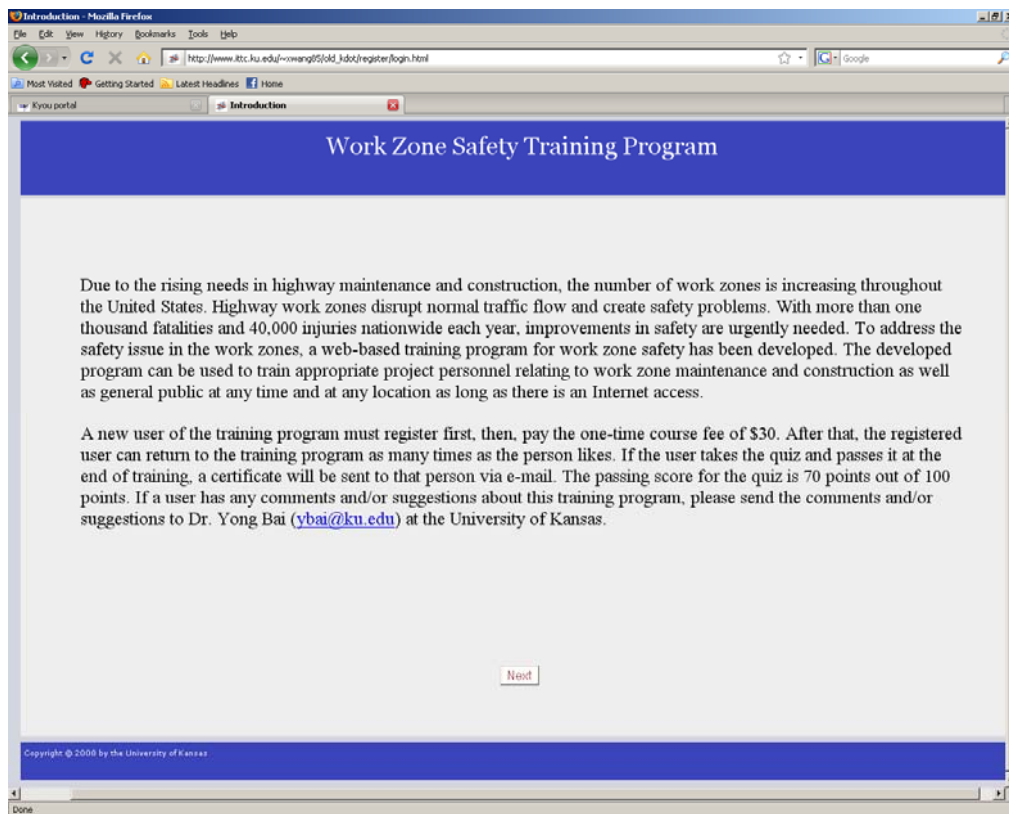 Introduction - Mozilla Firefox
File Edit View History Bookmarks Tools Help
http://www.ittc.ku.edu/~xwang05/old_kdot/register/login.html
Google
Most Visited Getting Started Latest Headlines Home
Kyou portal Introduction
Work Zone Safety Training Program
Due to the rising needs in highway maintenance and construction, the number of work zones is increasing throughout
the United States. Highway work zones disrupt normal traffic flow and create safety problems. With more than one
thousand fatalities and 40,000 injuries nationwide each year, improvements in safety are urgently needed. To address the
safety issue in the work zones, a web-based training program for work zone safety has been developed. The developed
program can be used to train appropriate project personnel relating to work zone maintenance and construction as well
as general public at any time and at any location as long as there is an Internet access.
A new user of the training program must register first, then, pay the one-time course fee of $30. After that, the registered
user can return to the training program as many times as the person likes. If the user takes the quiz and passes it at the
end of training, a certificate will be sent to that person via e-mail. The passing score for the quiz is 70 points out of 100
points. If a user has any comments and/or suggestions about this training program, please send the comments and/or
suggestions to Dr. Yong Bai (ybai@ku.edu) at the University of Kansas.
Next
Copyright © 2008 by the University of Kansas
Done